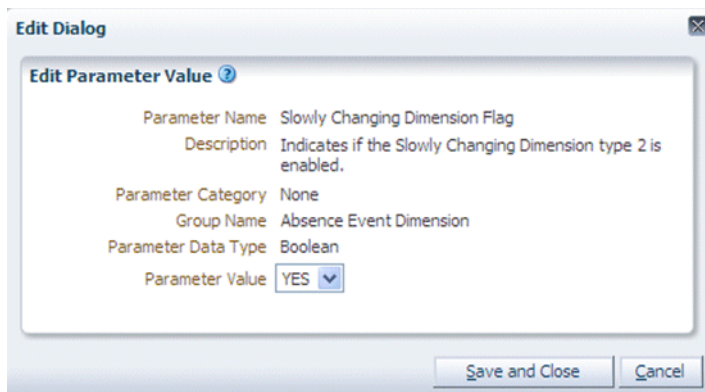 Edit Dialog
Edit Parameter Value
Parameter Name Slowly Changing Dimension Flag
Description Indicates if the Slowly Changing Dimension type 2 is
enabled.
Parameter Category None
Group Name Absence Event Dimension
Parameter Data Type Boolean
Parameter Value YES
Save and Close Cancel